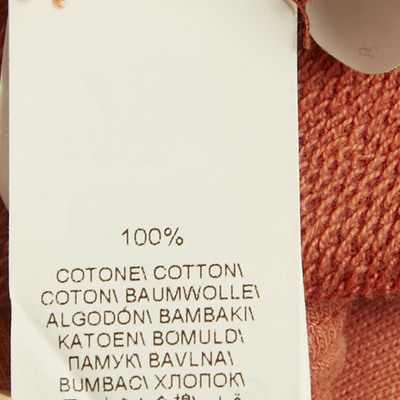 100%
COTONE\ COTTON\
COTON\ BAUMWOLLE\
ALGODÓN\ BAMBAKI\
KATOEN\ BOMULD\
ПАМУК\ BAVLNA\
BUMBAC\ ХЛОПОК\